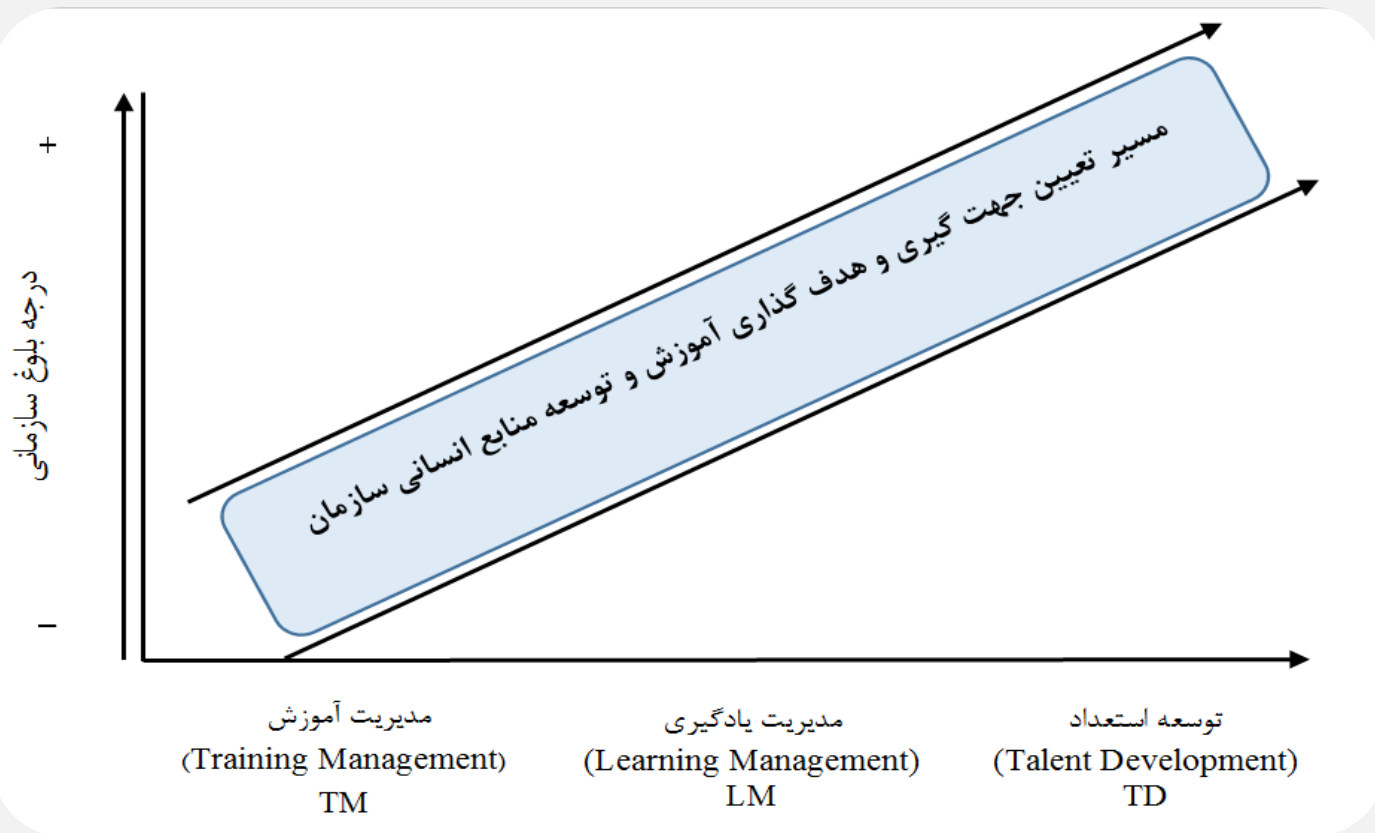 +
درجه بلوغ سازمانی
–
مسیر تعیین جهت گیری و هدف گذاری آموزش و توسعه منابع انسانی سازمان
مدیریت آموزش
(Training Management)
TM
مدیریت یادگیری
(Learning Management)
LM
توسعه استعداد
(Talent Development)
TD